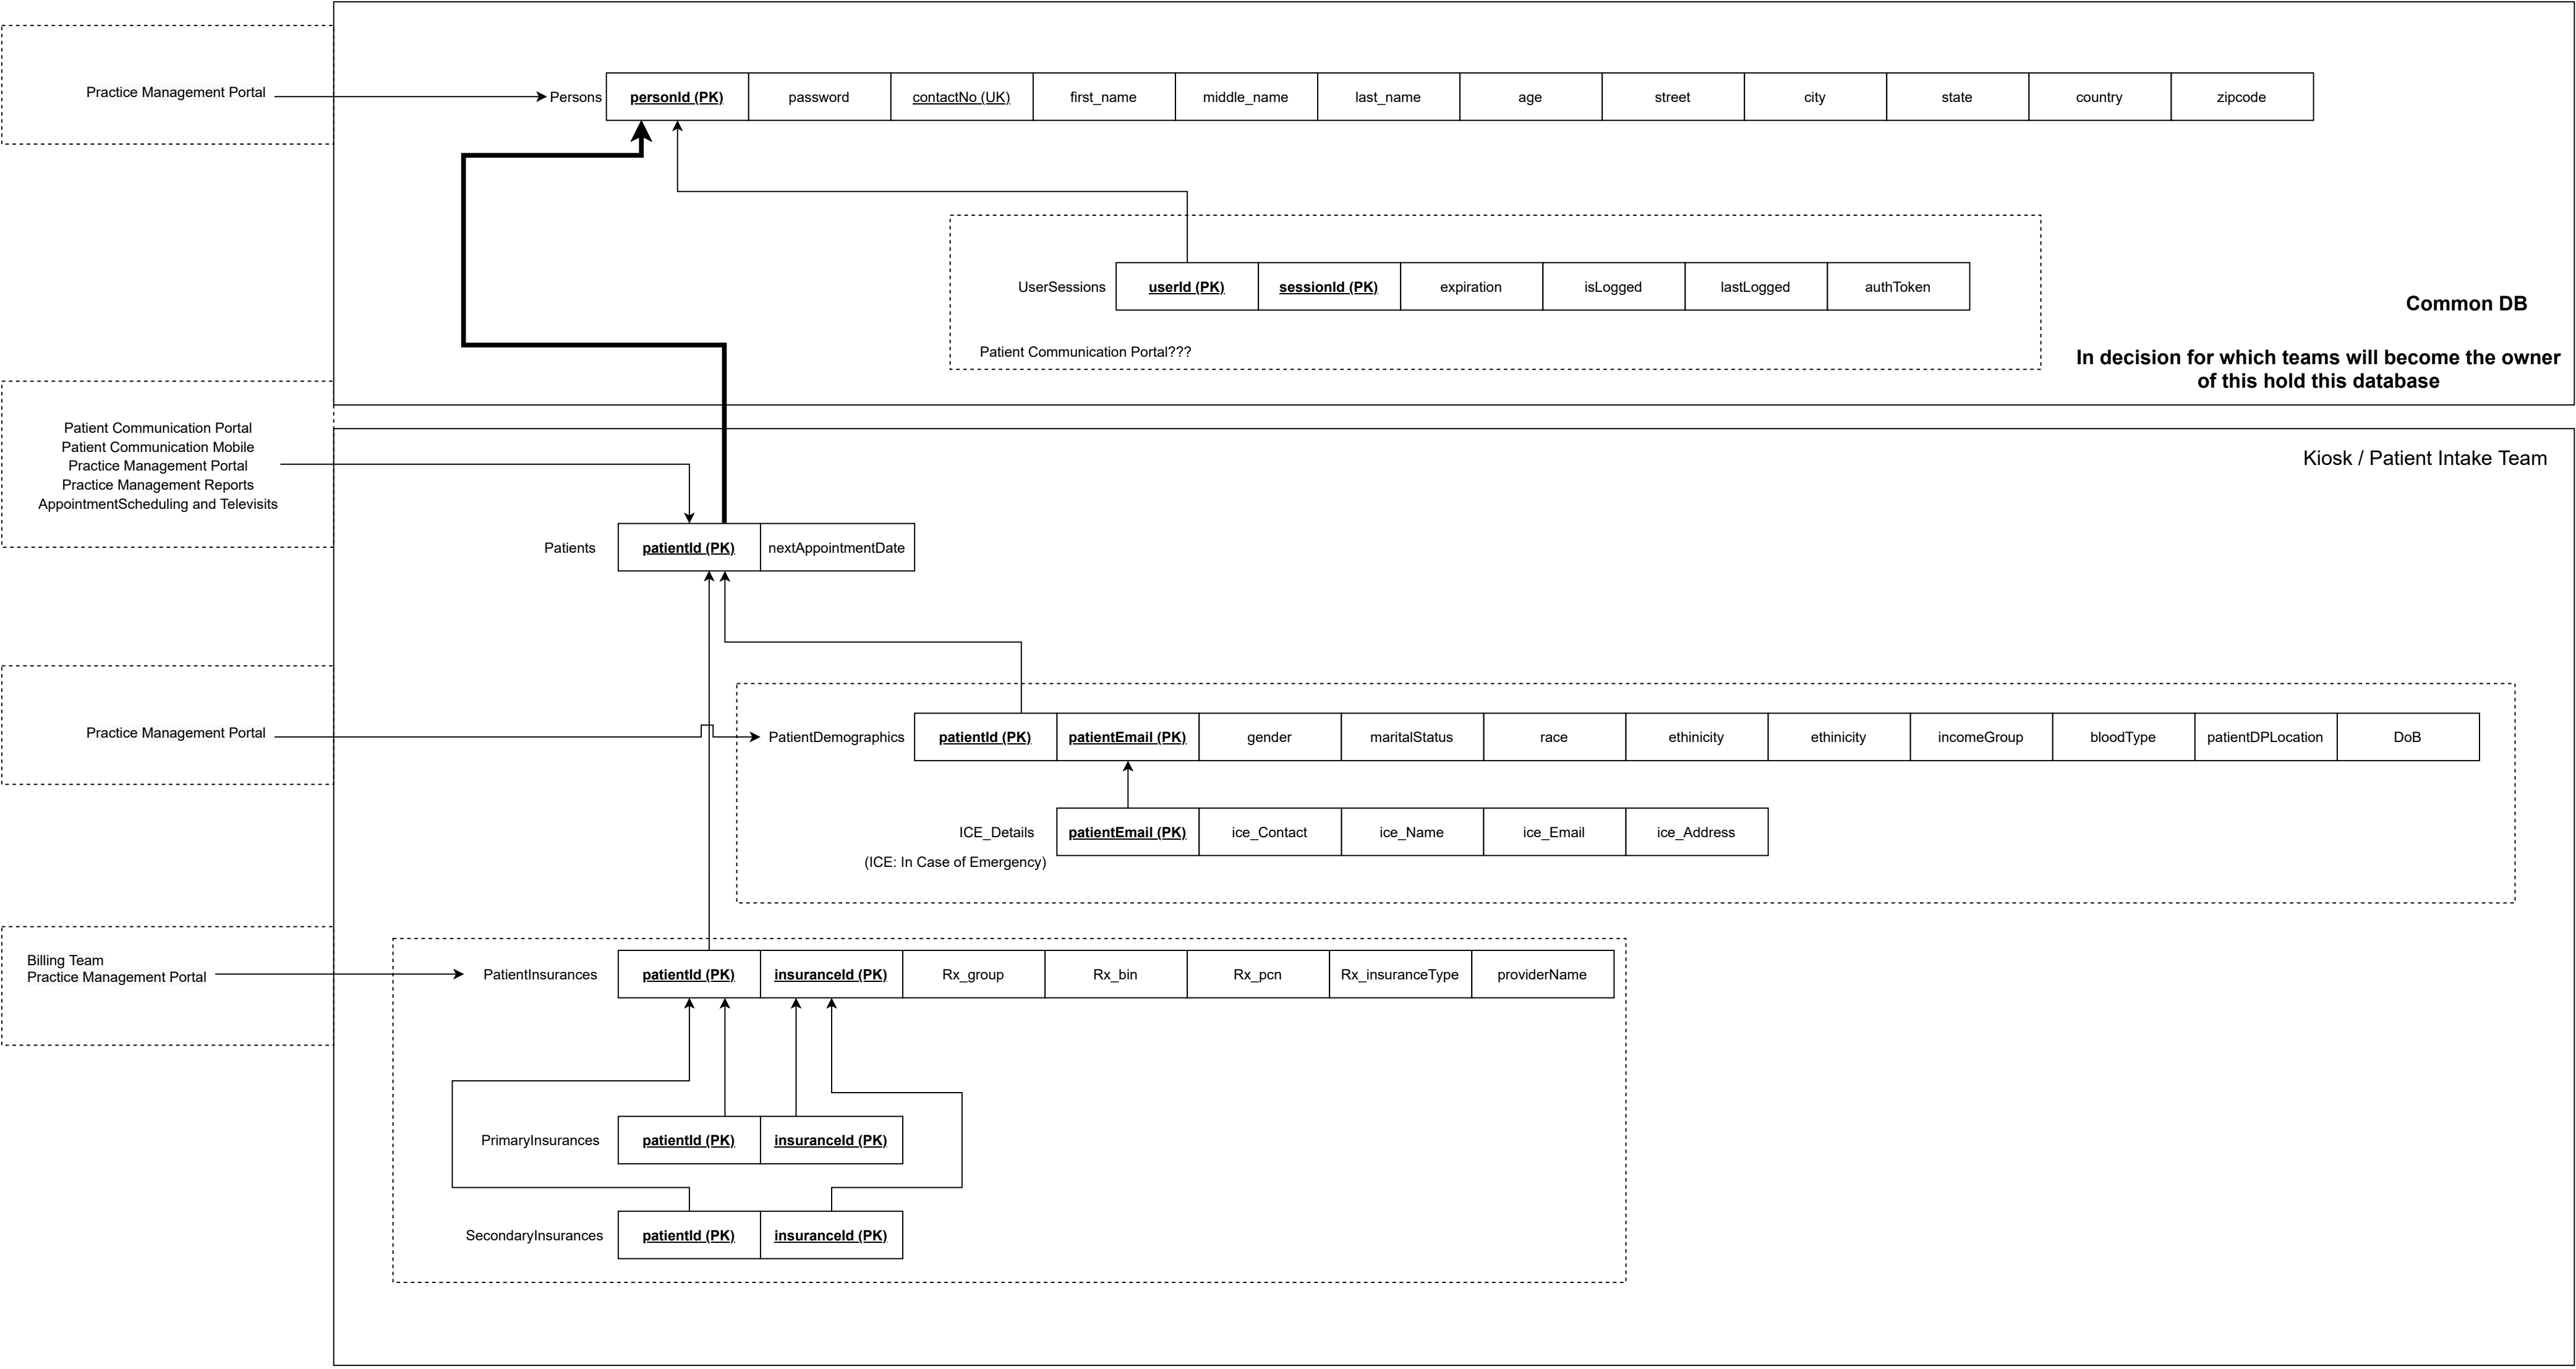 Practice Management Portal
Persons
personId (PK)
password
contactNo (UK)
first_name
middle_name
last_name
age
street
city
state
country
zipcode
UserSessions
userId (PK)
sessionId (PK)
expiration
isLogged
lastLogged
authToken
Patient Communication Portal???
Common DB
In decision for which teams will become the owner
of this hold this database
Patient Communication Portal
Patient Communication Mobile
Practice Management Portal
Practice Management Reports
AppointmentScheduling and Televisits
Kiosk / Patient Intake Team
Patients
patientId (PK)
nextAppointmentDate
Practice Management Portal
PatientDemographics
patientId (PK)
patientEmail (PK)
gender
maritalStatus
race
ethinicity
ethinicity
incomeGroup
bloodType
patientDPLocation
DoB
ICE_Details
(ICE: In Case of Emergency)
patientEmail (PK)
ice_Contact
ice_Name
ice_Email
ice_Address
Billing Team
Practice Management Portal
PatientInsurances
patientId (PK)
insuranceId (PK)
Rx_group
Rx_bin
Rx_pcn
Rx_insuranceType
providerName
PrimaryInsurances
patientId (PK)
insuranceId (PK)
SecondaryInsurances
patientId (PK)
insuranceId (PK)